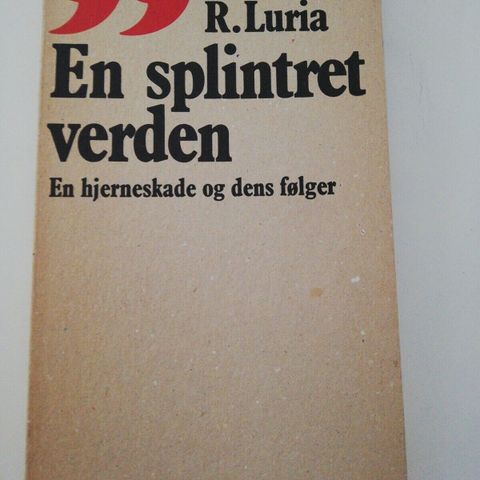 R. Luria
En splintret
verden
En hjerneskade og dens følger